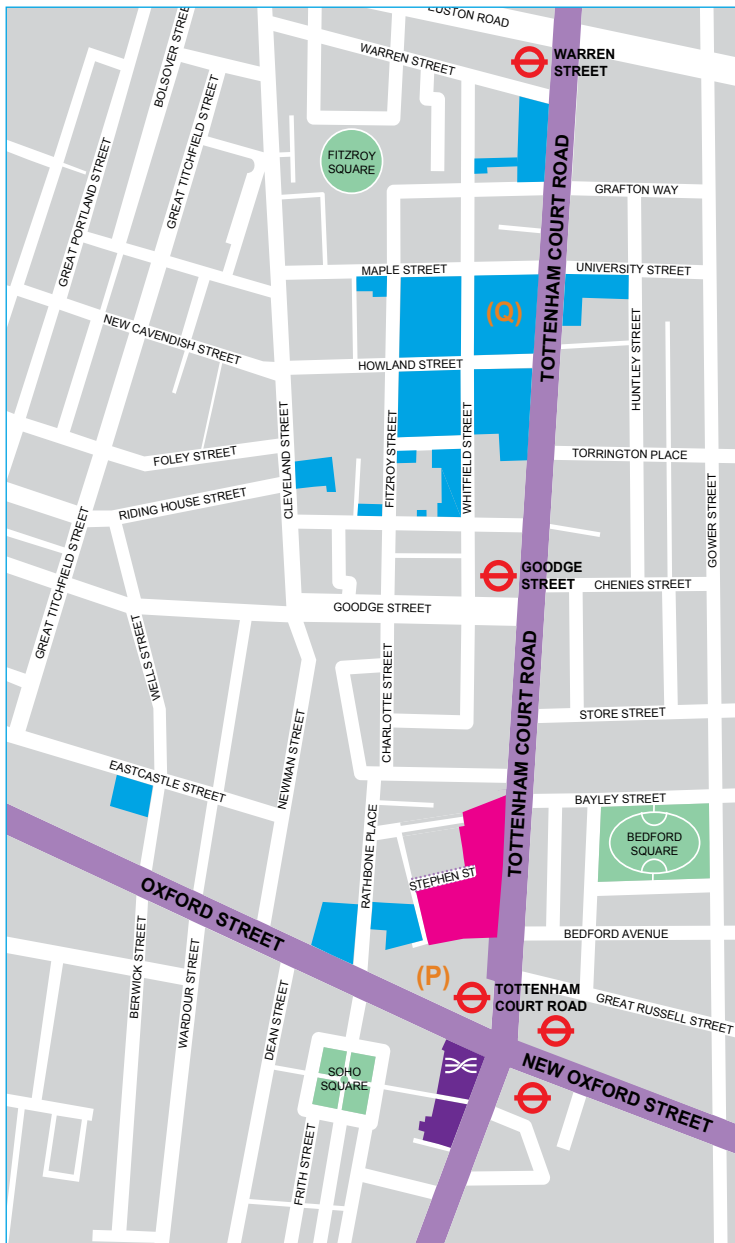 EUSTON ROAD
WARREN STREET
WARREN
STREET
BOLSOVER STREET
GREAT TITCHFIELD STREET
GREAT PORTLAND STREET
FITZROY
SQUARE
GRAFTON WAY
TOTTENHAM COURT ROAD
MAPLE STREET
UNIVERSITY STREET
(Q)
NEW CAVENDISH STREET
HOWLAND STREET
HUNTLEY STREET
CLEVELAND STREET
FITZROY STREET
WHITFIELD STREET
FOLEY STREET
TORRINGTON PLACE
RIDING HOUSE STREET
GOWER STREET
GREAT TITCHFIELD STREET
GOODGE
STREET
CHENIES STREET
GOODGE STREET
WELLS STREET
TOTTENHAM COURT ROAD
CHARLOTTE STREET
STORE STREET
NEWMAN STREET
EASTCASTLE STREET
BAYLEY STREET
BEDFORD
SQUARE
RATHBONE PLACE
STEPHEN ST
OXFORD STREET
BEDFORD AVENUE
BERWICK STREET
WARDOUR STREET
(P)
TOTTENHAM
COURT ROAD
GREAT RUSSELL STREET
DEAN STREET
SOHO
SQUARE
NEW OXFORD STREET
FRITH STREET